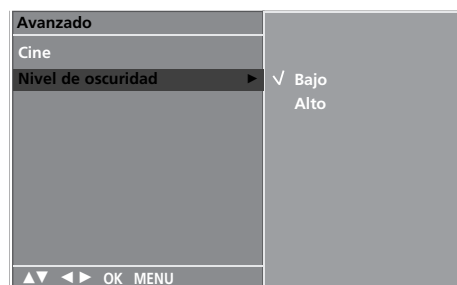 Avanzado
Cine
Nivel de oscuridad ► √ Bajo
Alto
▲▼ ◄► OK MENU